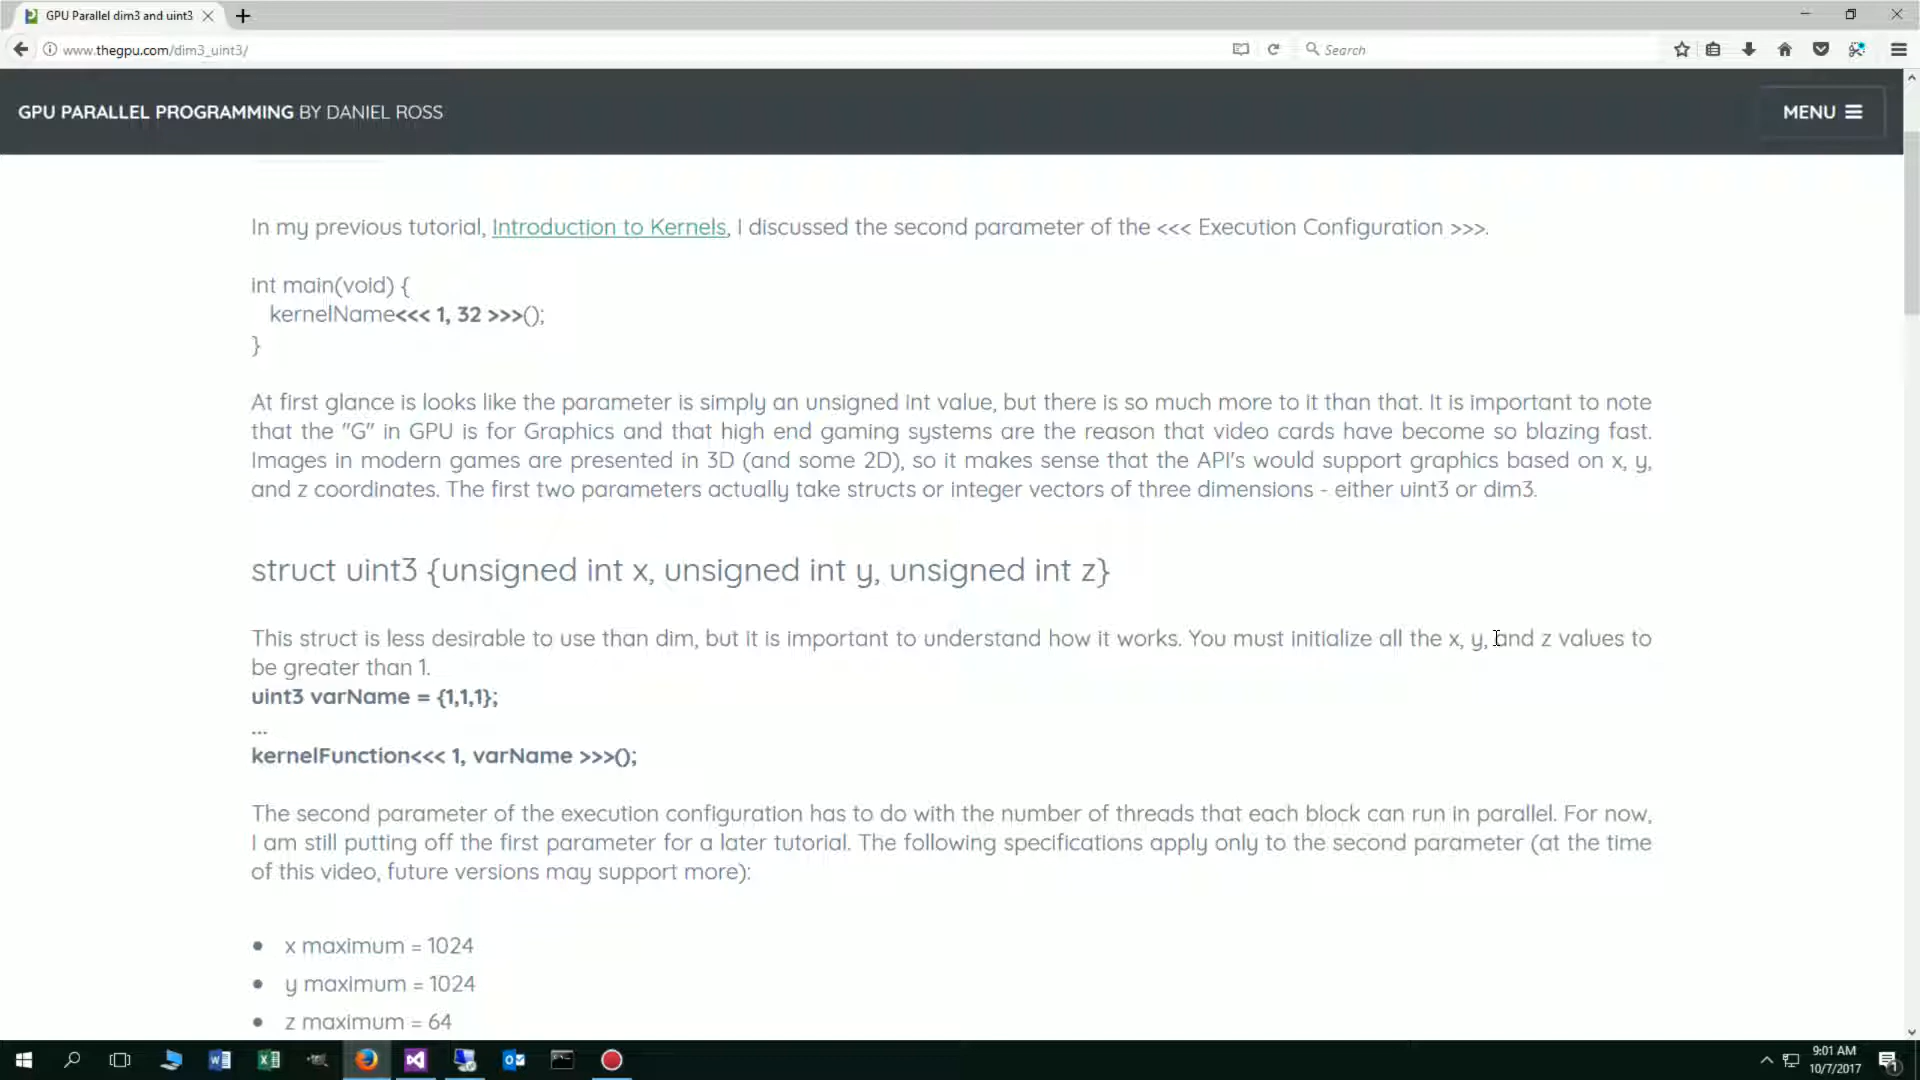 GPU Parallel dim3 and uint3
www.thegpu.com/dim3_uint3/
Search
GPU PARALLEL PROGRAMMING BY DANIEL ROSS
MENU
In my previous tutorial, Introduction to Kernels, I discussed the second parameter of the <<< Execution Configuration >>>.
int main(void) {
kernelName<<< 1, 32 >>>();
}
At first glance is looks like the parameter is simply an unsigned int value, but there is so much more to it than that. It is important to note
that the "G" in GPU is for Graphics and that high end gaming systems are the reason that video cards have become so blazing fast.
Images in modern games are presented in 3D (and some 2D), so it makes sense that the API's would support graphics based on x, y,
and z coordinates. The first two parameters actually take structs or integer vectors of three dimensions - either uint3 or dim3.
struct uint3 {unsigned int x, unsigned int y, unsigned int z}
This struct is less desirable to use than dim, but it is important to understand how it works. You must initialize all the x, y, and z values to
be greater than 1.
uint3 varName = {1,1,1};
...
kernelFunction<<< 1, varName >>>();
The second parameter of the execution configuration has to do with the number of threads that each block can run in parallel. For now,
I am still putting off the first parameter for a later tutorial. The following specifications apply only to the second parameter (at the time
of this video, future versions may support more):
• x maximum = 1024
• y maximum = 1024
• z maximum = 64
9:01 AM
10/7/2017